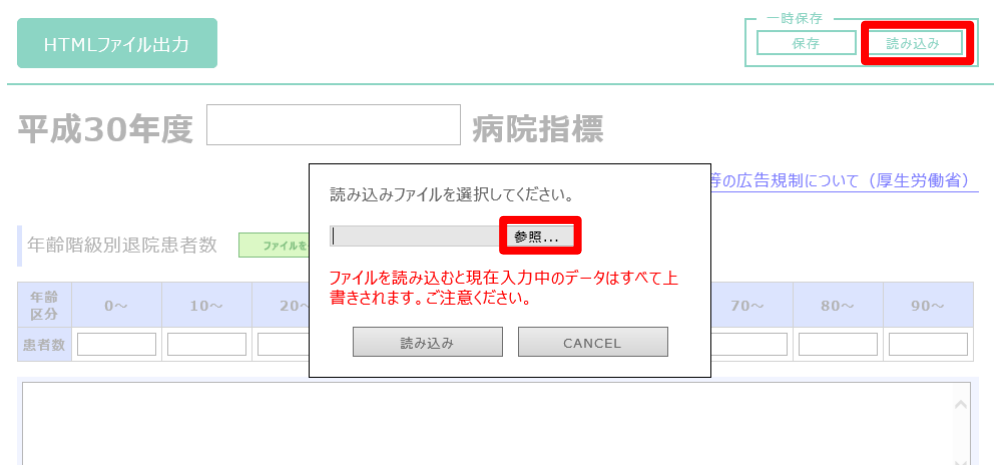 HTMLファイル出力
一時保存
保存
読み込み
平成30年度
病院指標
等の広告規制について（厚生労働省）
読み込みファイルを選択してください。
参照...
年齢階級別退院患者数
ファイルを
ファイルを読み込むと現在入力中のデータはすべて上
書きされます。ご注意ください。
年齢
区分
0～
10～
20～
70～
80～
90～
読み込み
CANCEL
患者数